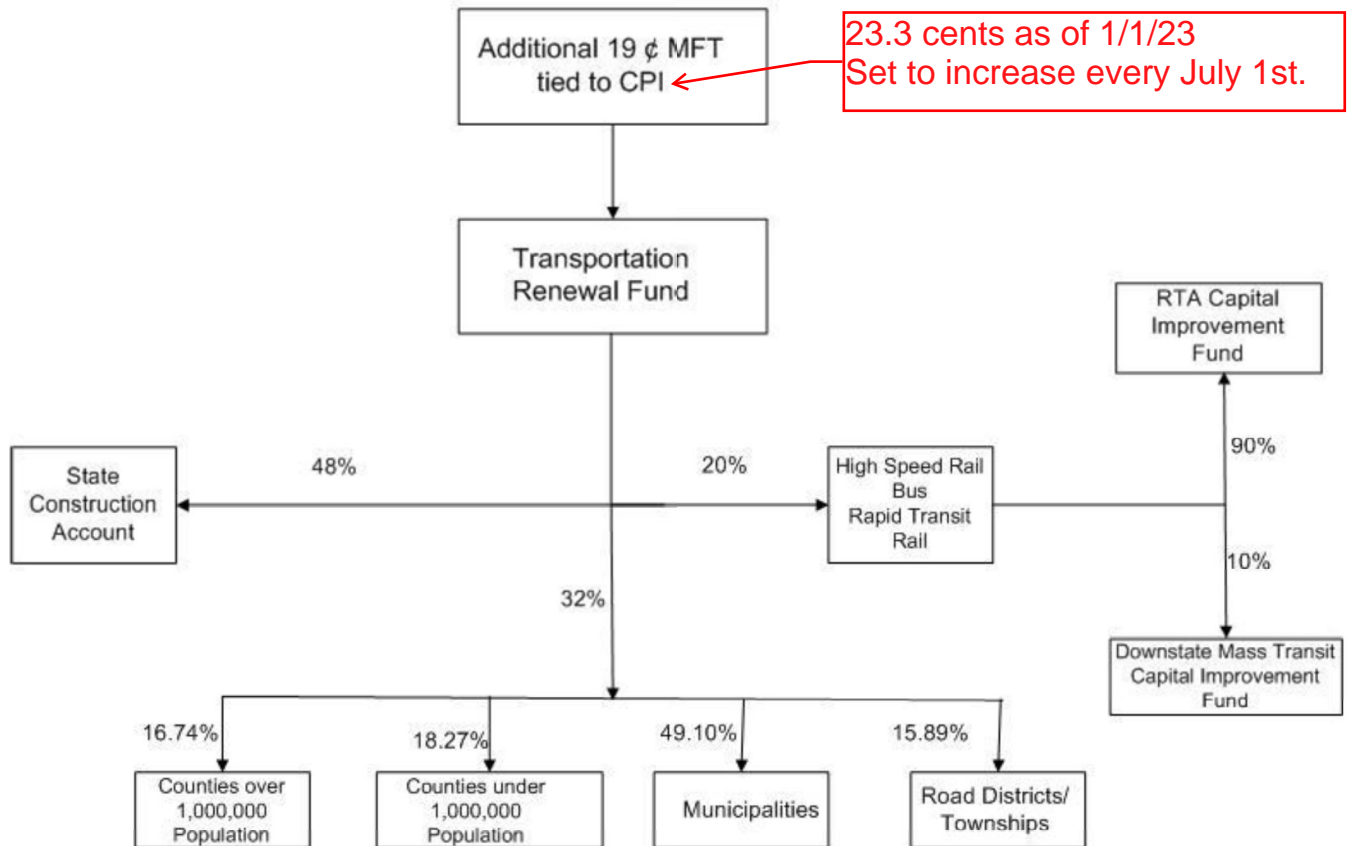 Additional 19 ¢ MFT
tied to CPI
23.3 cents as of 1/1/23
Set to increase every July 1st.
Transportation
Renewal Fund
RTA Capital
Improvement
Fund
State
Construction
Account
48%
20%
High Speed Rail
Bus
Rapid Transit
Rail
90%
10%
32%
Downstate Mass Transit
Capital Improvement
Fund
16.74%
18.27%
49.10%
15.89%
Counties over
1,000,000
Population
Counties under
1,000,000
Population
Municipalities
Road Districts/
Townships